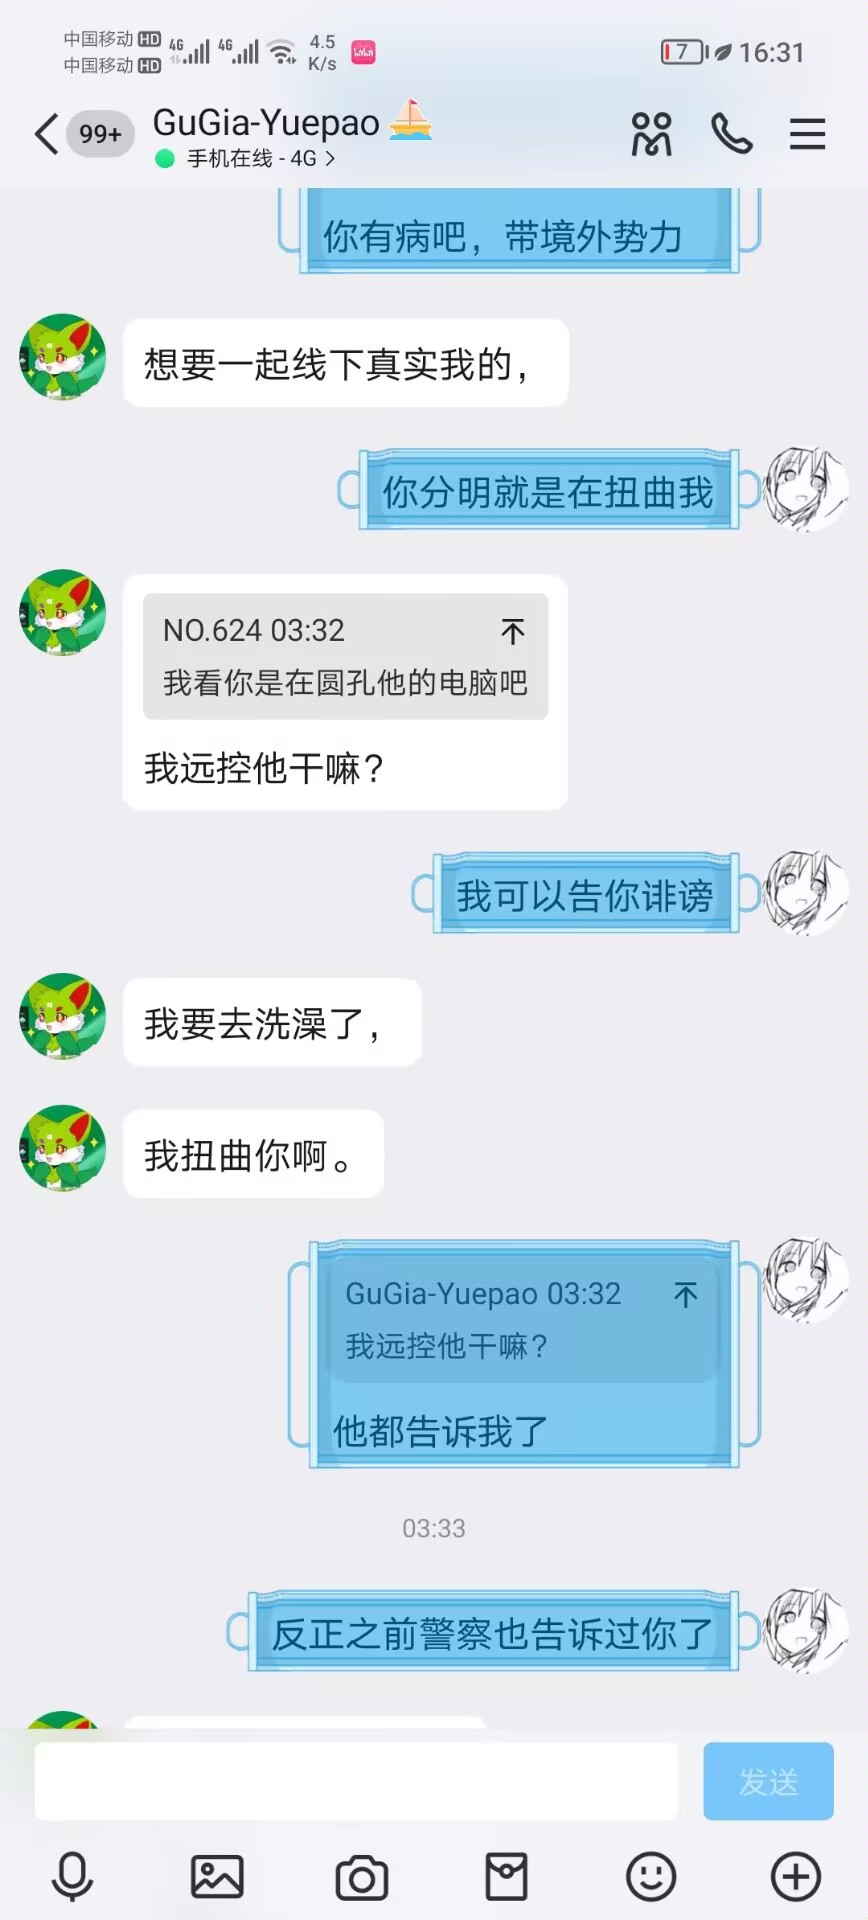 中国移动 HD 4G 4G 4.5 K/s 7 16:31
中国移动 HD
99+ GuGia-Yuepao
手机在线 - 4G >
你有病吧，带境外势力
想要一起线下真实我的，
你分明就是在扭曲我
NO.624 03:32
我看你是在圆孔他的电脑吧
我远控他干嘛？
我可以告你诽谤
我要去洗澡了，
我扭曲你啊。
GuGia-Yuepao 03:32
我远控他干嘛？
他都告诉我了
03:33
反正之前警察也告诉过你了
发送